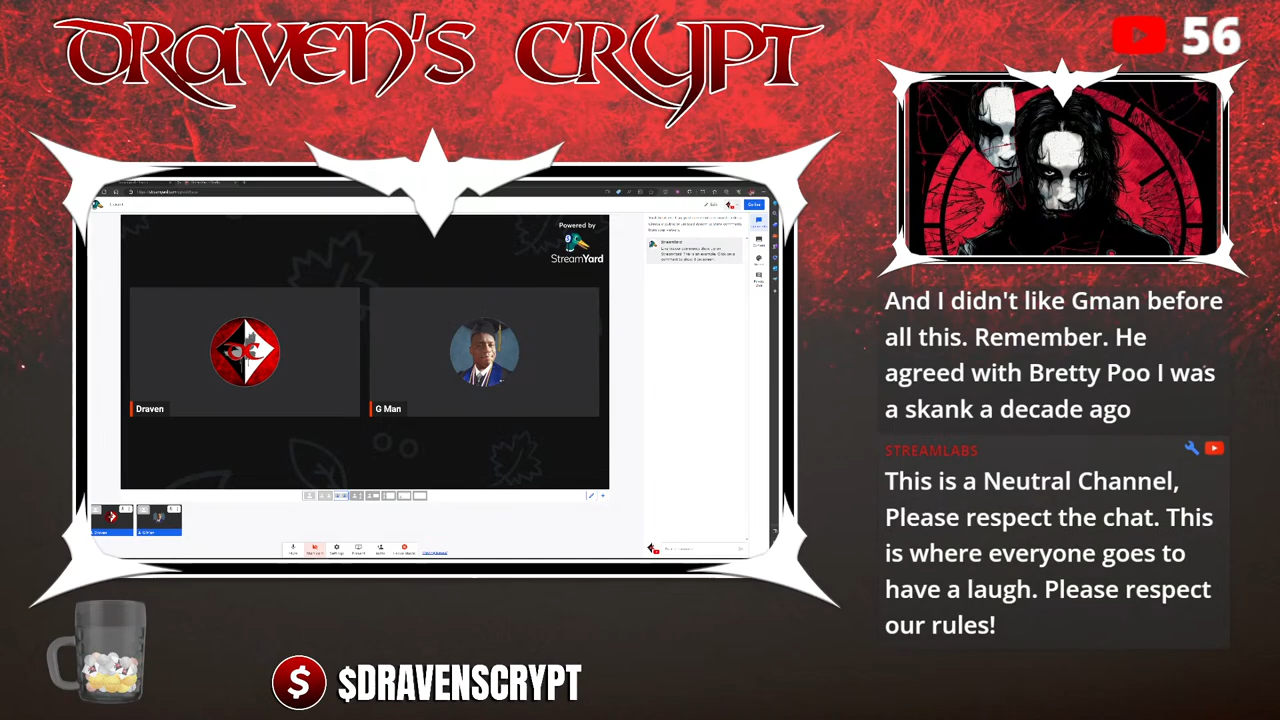 DRAVEN'S CRYPT
56
Powered by
StreamYard
Draven
G Man
And I didn't like Gman before
all this. Remember. He
agreed with Bretty Poo I was
a skank a decade ago
STREAMLABS
This is a Neutral Channel,
Please respect the chat. This
is where everyone goes to
have a laugh. Please respect
our rules!
$ $DRAVENSCRYPT